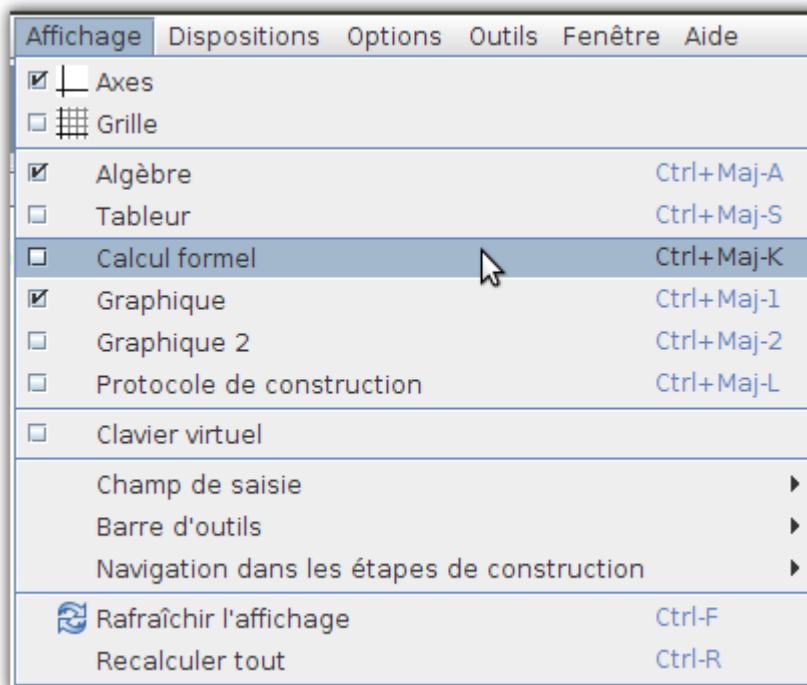 Affichage Dispositions Options Outils Fenêtre Aide
Axes
Grille
Algèbre Ctrl+Maj-A
Tableur Ctrl+Maj-S
Calcul formel Ctrl+Maj-K
Graphique Ctrl+Maj-1
Graphique 2 Ctrl+Maj-2
Protocole de construction Ctrl+Maj-L
Clavier virtuel
Champ de saisie
Barre d'outils
Navigation dans les étapes de construction
Rafraîchir l'affichage Ctrl-F
Recalculer tout Ctrl-R